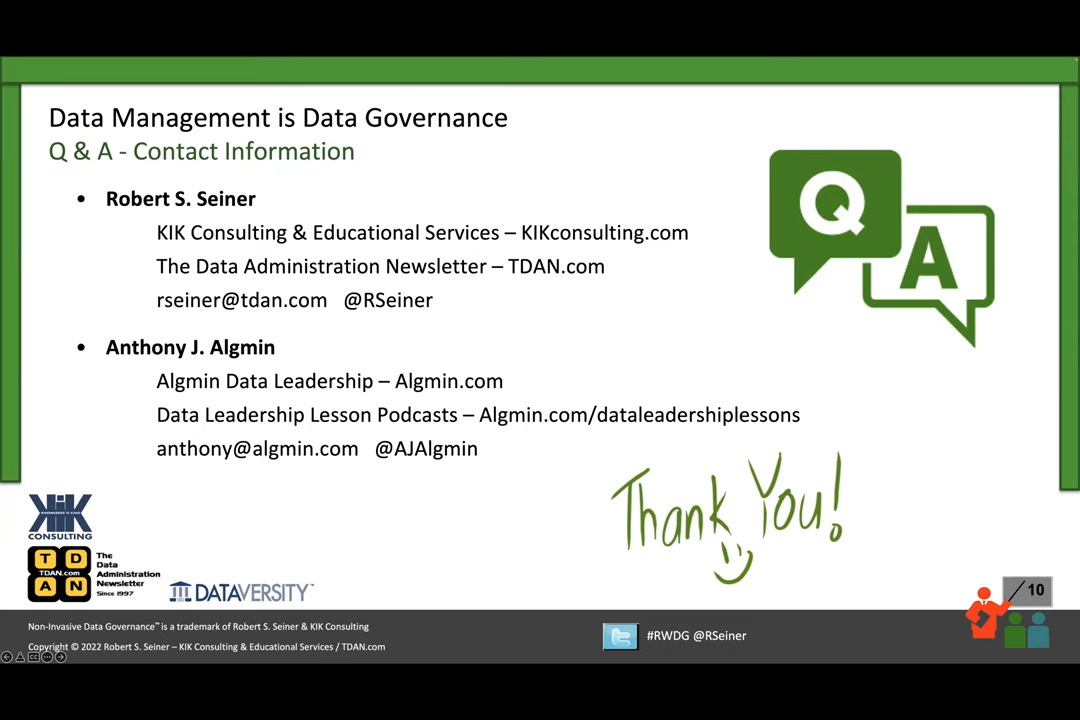 Data Management is Data Governance
Q & A - Contact Information
• Robert S. Seiner
KIK Consulting & Educational Services – KIKconsulting.com
The Data Administration Newsletter – TDAN.com
rseiner@tdan.com @RSeiner
• Anthony J. Algmin
Algmin Data Leadership – Algmin.com
Data Leadership Lesson Podcasts – Algmin.com/dataleadershiplessons
anthony@algmin.com @AJAlgmin
Q
A
Thank You!
KIK
KNOWLEDGE IS KING
CONSULTING
T D
TDAN.com
A N
The
Data
Administration
Newsletter
Since 1997
DATAVERSITY™
10
Non-Invasive Data Governance™ is a trademark of Robert S. Seiner & KIK Consulting
Copyright © 2022 Robert S. Seiner – KIK Consulting & Educational Services / TDAN.com
#RWDG @RSeiner